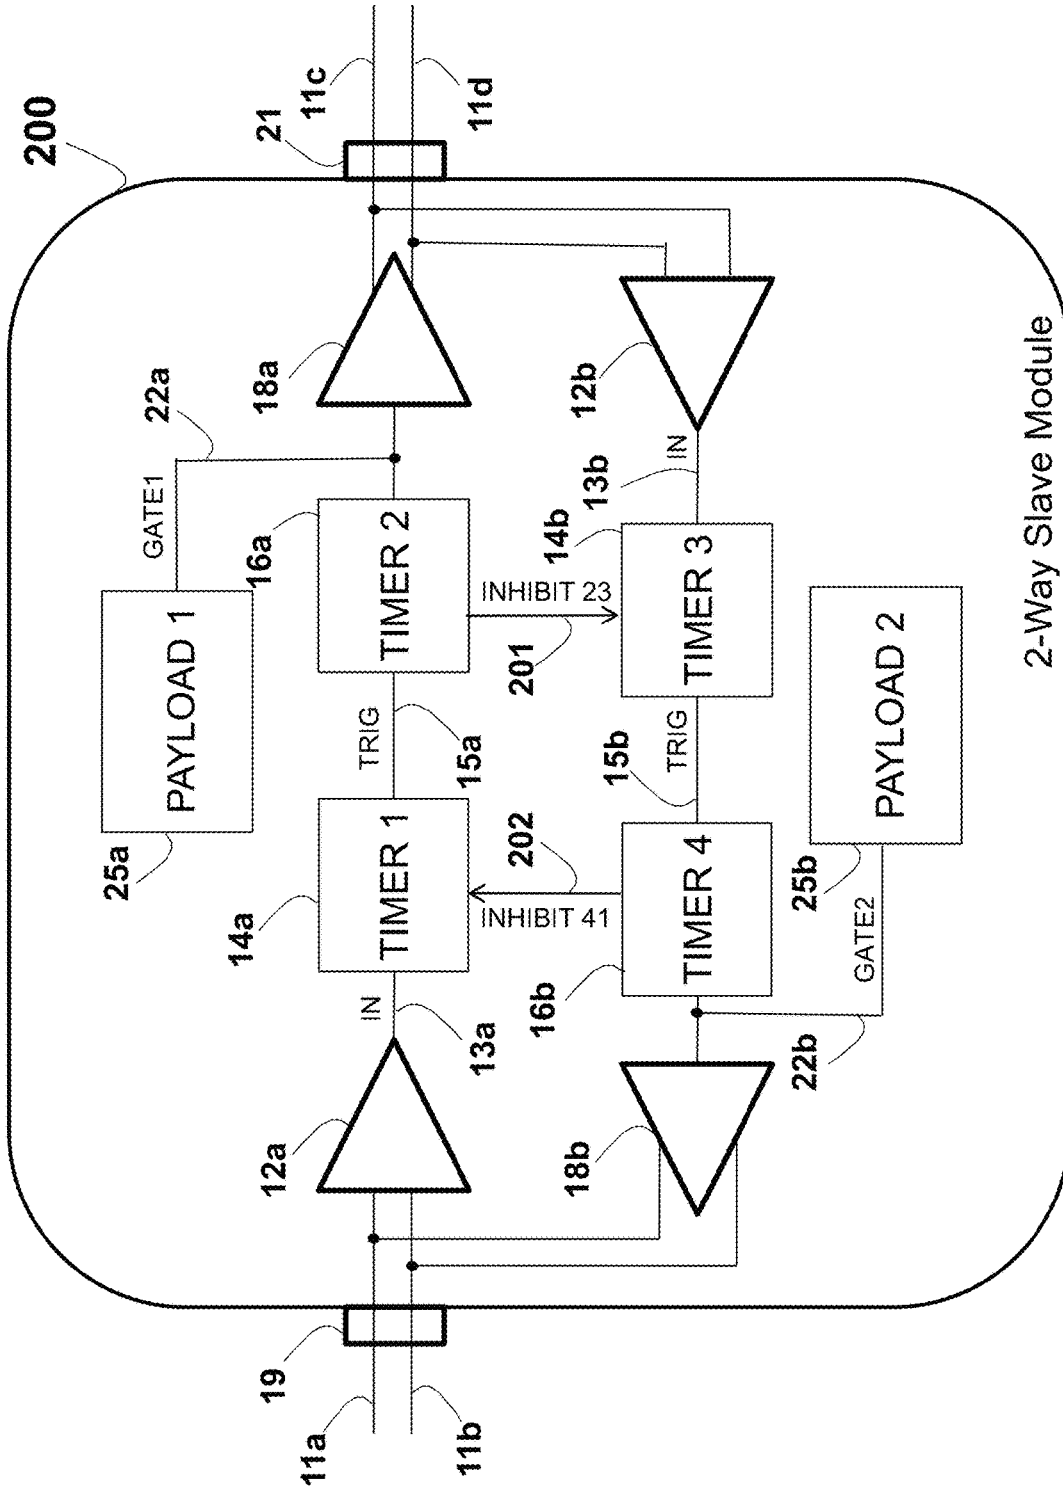 200
11c
11d
21
18a
22a
GATE1
16a
TIMER 2
PAYLOAD 1
25a
TRIG
15a
14a
TIMER 1
IN
13a
12a
19
11a
11b
INHIBIT 23
201
202
INHIBIT 41
12b
IN
13b
14b
TIMER 3
TRIG
15b
TIMER 4
16b
18b
PAYLOAD 2
25b
GATE2
22b
2-Way Slave Module